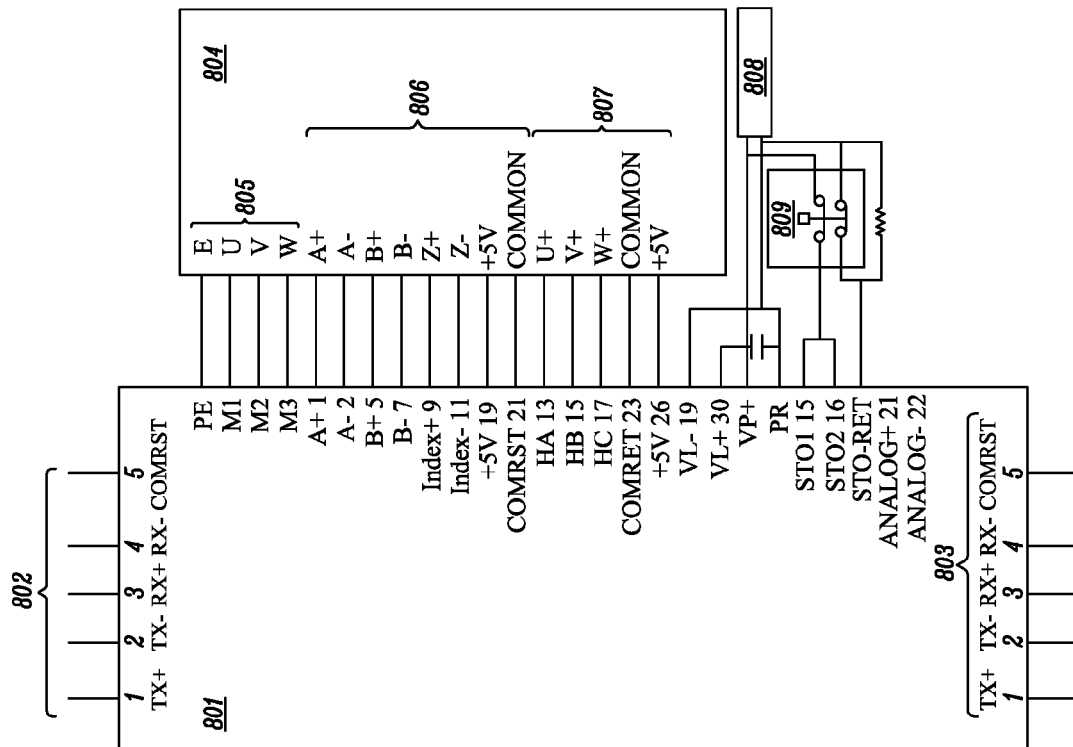 802
1 2 3 4 5
TX+ TX- RX+ RX- COMRST
801
PE
M1
M2
M3
A+ 1
A- 2
B+ 5
B- 7
Index+ 9
Index- 11
+5V 19
COMRST 21
HA 13
HB 15
HC 17
COMRET 23
+5V 26
VL- 19
VL+ 30
VP+
PR
STO1 15
STO2 16
STO-RET
ANALOG+ 21
ANALOG- 22
803
TX+ TX- RX+ RX- COMRST
1 2 3 4 5
804
805
E
U
V
W
806
A+
A-
B+
B-
Z+
Z-
+5V
COMMON
807
U+
V+
W+
COMMON
+5V
808
809